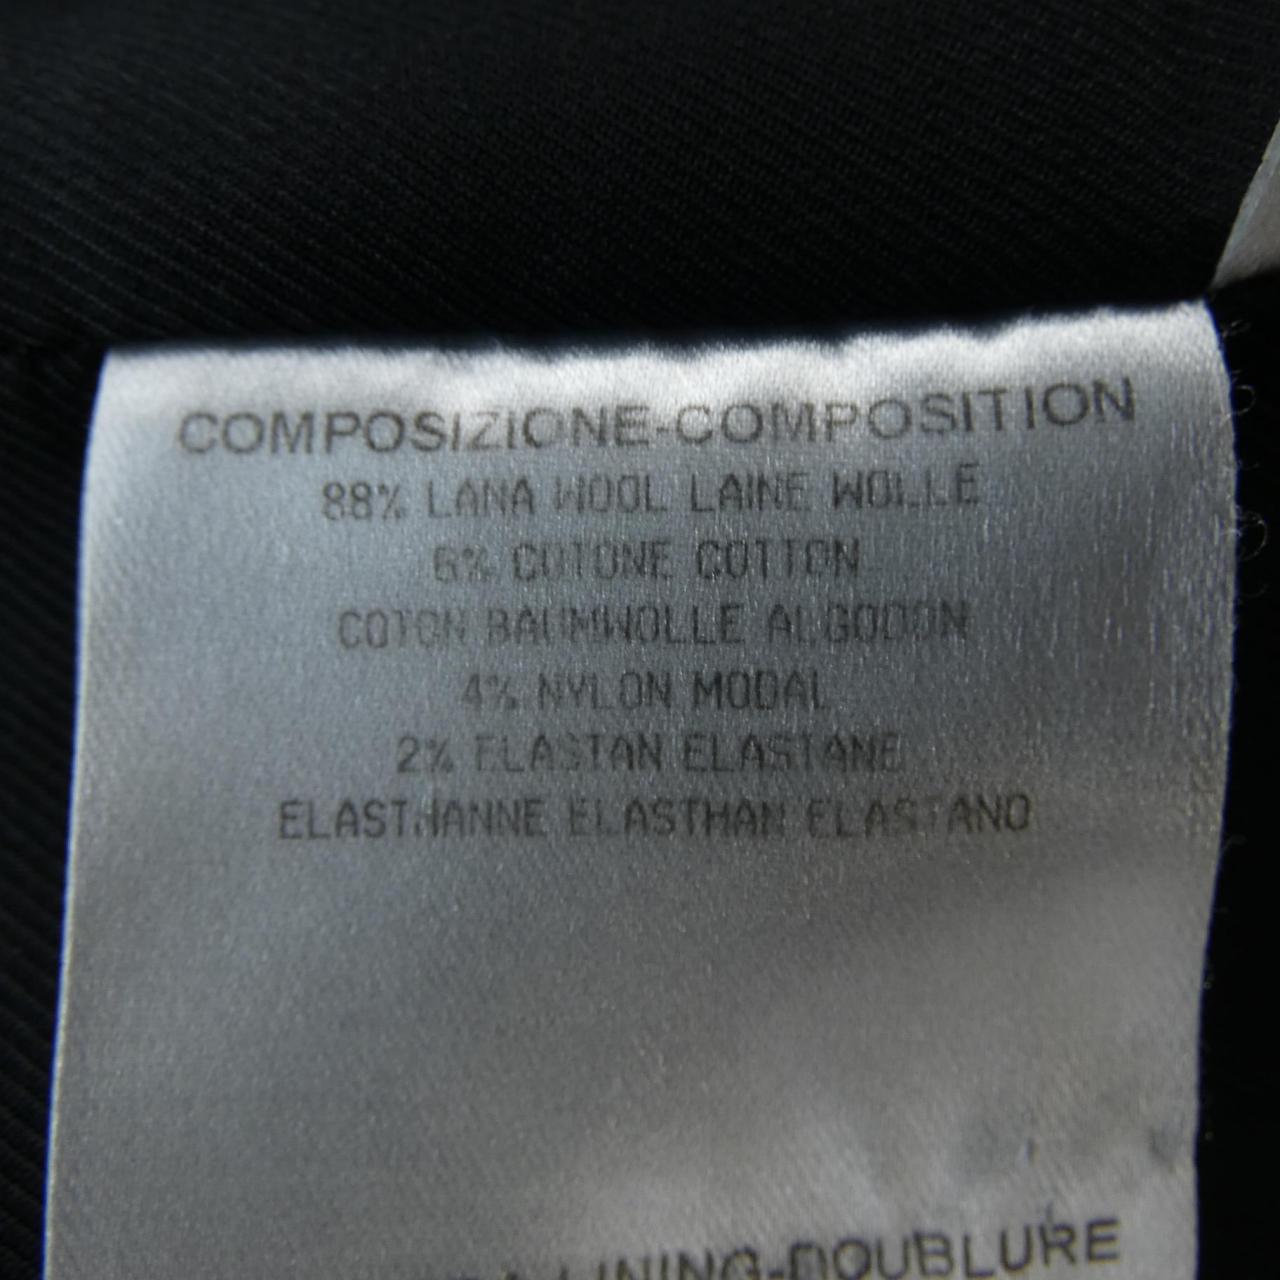 COMPOSIZIONE-COMPOSITION
88% LANA WOOL LAINE WOLLE
6% COTONE COTTON
COTON BAUMWOLLE ALGODON
4% NYLON MODAL
2% ELASTAN ELASTANE
ELASTHANNE ELASTHAN ELASTANO
LINING-DOUBLURE